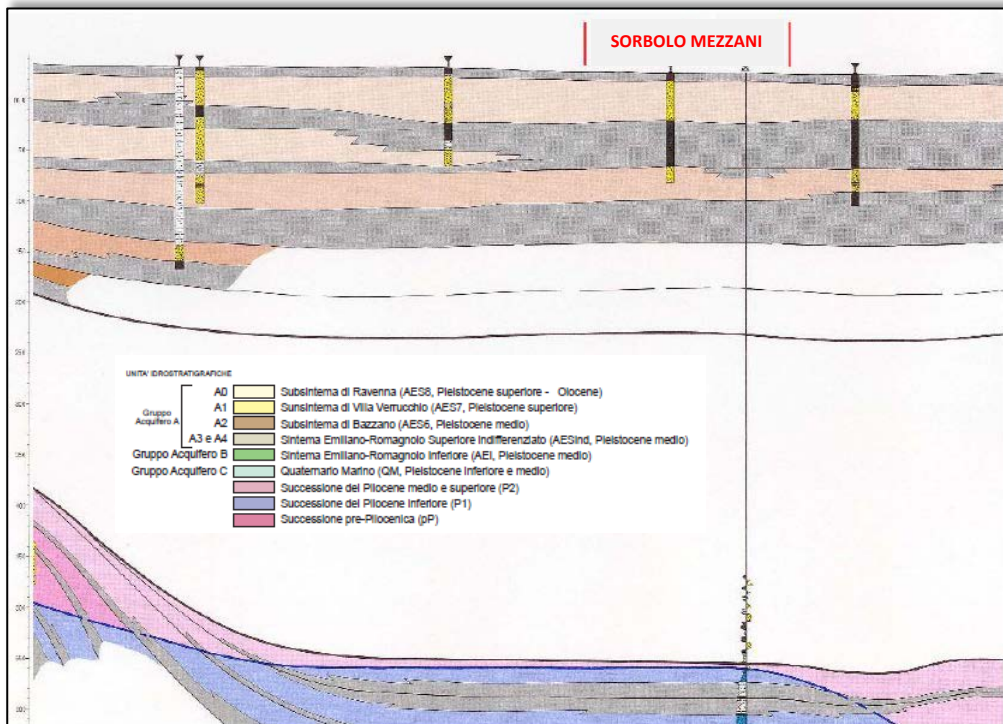 SORBOLO MEZZANI
UNITA' IDROSTRATIGRAFICHE
Gruppo Acquifero A
A0 Subsintema di Ravenna (AES8, Pleistocene superiore - Olocene)
A1 Sunsintema di Villa Verrucchio (AES7, Pleistocene superiore)
A2 Subsintema di Bazzano (AES6, Pleistocene medio)
A3 e A4 Sintema Emiliano-Romagnolo Superiore Indifferenziato (AESind, Pleistocene medio)
Gruppo Acquifero B Sintema Emiliano-Romagnolo Inferiore (AEI, Pleistocene medio)
Gruppo Acquifero C Quaternario Marino (QM, Pleistocene Inferiore e medio)
Successione del Pliocene medio e superiore (P2)
Successione del Pliocene Inferiore (P1)
Successione pre-Pliocenica (pP)